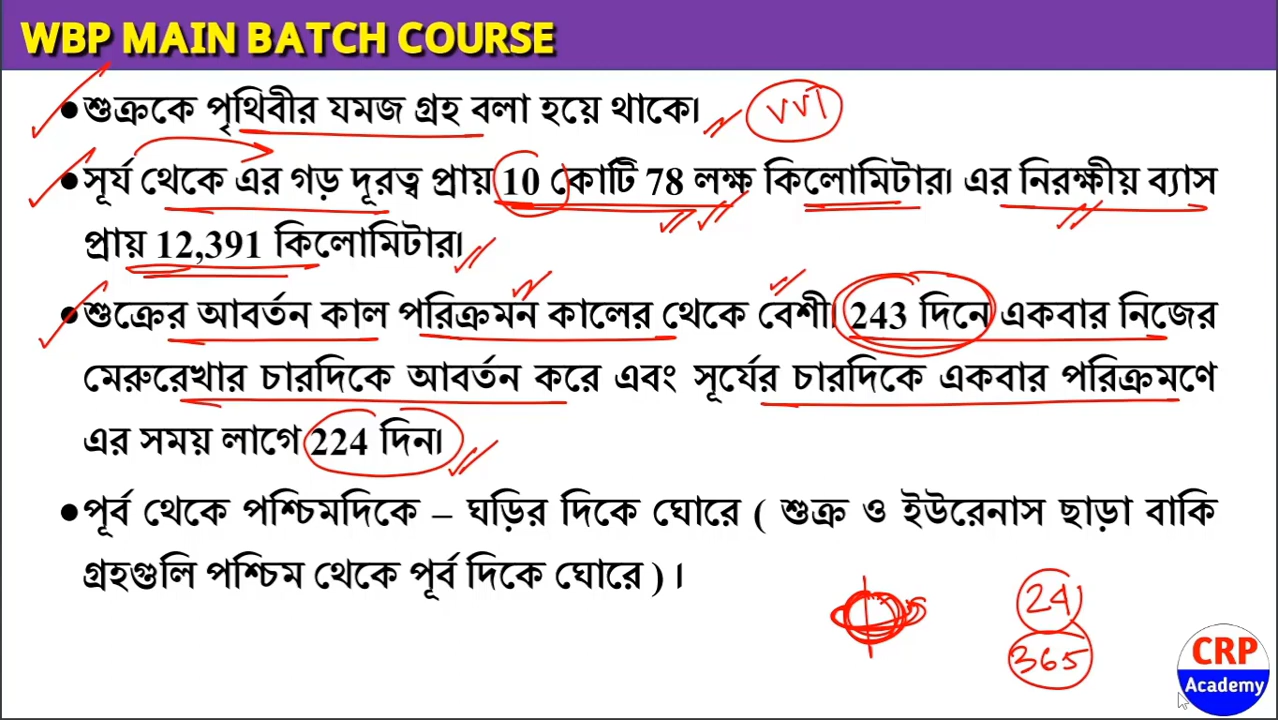 WBP MAIN BATCH COURSE
●শুক্রকে পৃথিবীর যমজ গ্রহ বলা হয়ে থাকে। VVI
●সূর্য থেকে এর গড় দূরত্ব প্রায় 10 কোটি 78 লক্ষ কিলোমিটার। এর নিরক্ষীয় ব্যাস
প্রায় 12,391 কিলোমিটার।
●শুক্রের আবর্তন কাল পরিক্রমন কালের থেকে বেশী। 243 দিনে একবার নিজের
মেরুরেখার চারদিকে আবর্তন করে এবং সূর্যের চারদিকে একবার পরিক্রমণে
এর সময় লাগে 224 দিন।
●পূর্ব থেকে পশ্চিমদিকে – ঘড়ির দিকে ঘোরে ( শুক্র ও ইউরেনাস ছাড়া বাকি
গ্রহগুলি পশ্চিম থেকে পূর্ব দিকে ঘোরে ) ।
24
365
CRP
Academy